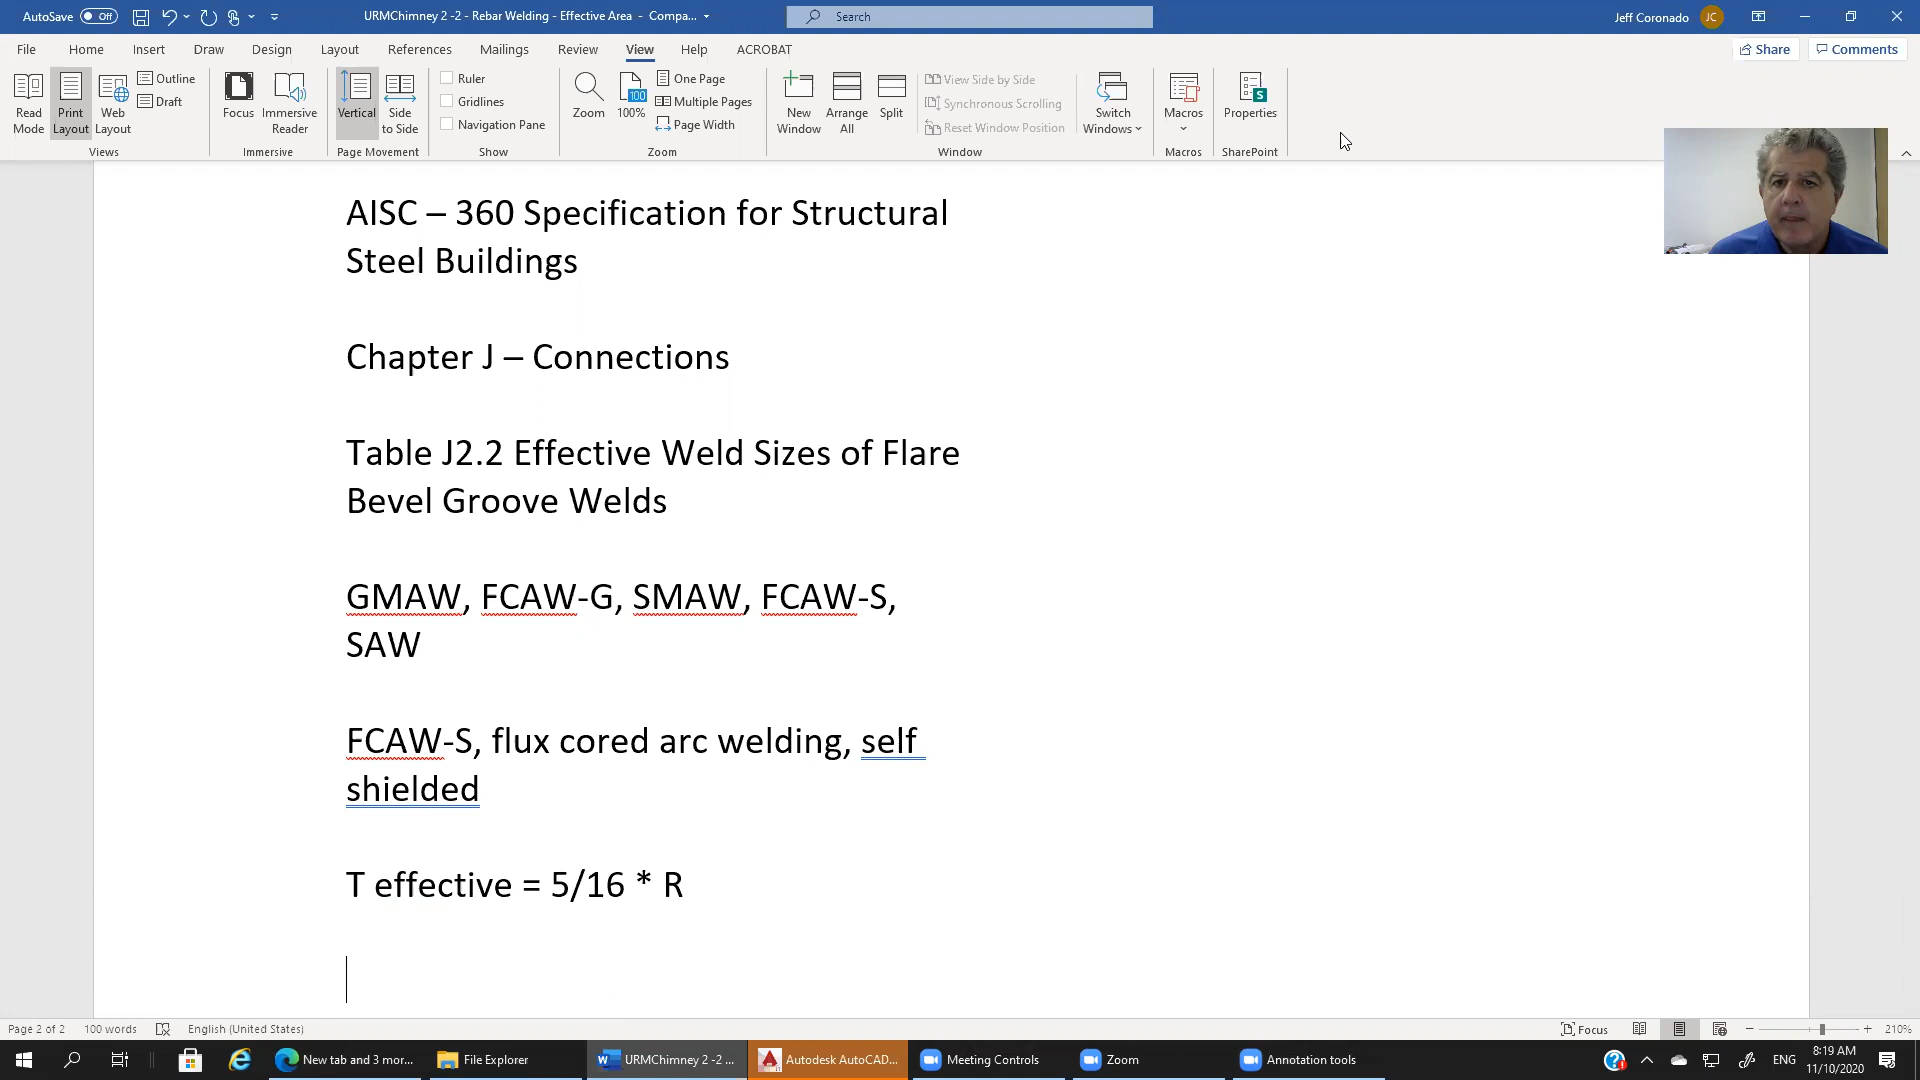 AutoSave Off URMChimney 2 -2 - Rebar Welding - Effective Area - Compa... Search Jeff Coronado JC
File Home Insert Draw Design Layout References Mailings Review View Help ACROBAT Share Comments
Read Mode
Print Layout
Web Layout
Outline
Draft
Views
Focus
Immersive Reader
Immersive
Vertical
Side to Side
Page Movement
Ruler
Gridlines
Navigation Pane
Show
Zoom
100
100%
One Page
Multiple Pages
Page Width
Zoom
New Window
Arrange All
Split
View Side by Side
Synchronous Scrolling
Reset Window Position
Window
Switch Windows
Macros
Macros
Properties
SharePoint
AISC – 360 Specification for Structural
Steel Buildings
Chapter J – Connections
Table J2.2 Effective Weld Sizes of Flare
Bevel Groove Welds
GMAW, FCAW-G, SMAW, FCAW-S,
SAW
FCAW-S, flux cored arc welding, self
shielded
T effective = 5/16 * R
Page 2 of 2 100 words English (United States) Focus 210%
New tab and 3 mor... File Explorer URMChimney 2 -2 ... Autodesk AutoCAD... Meeting Controls Zoom Annotation tools ENG 8:19 AM
11/10/2020